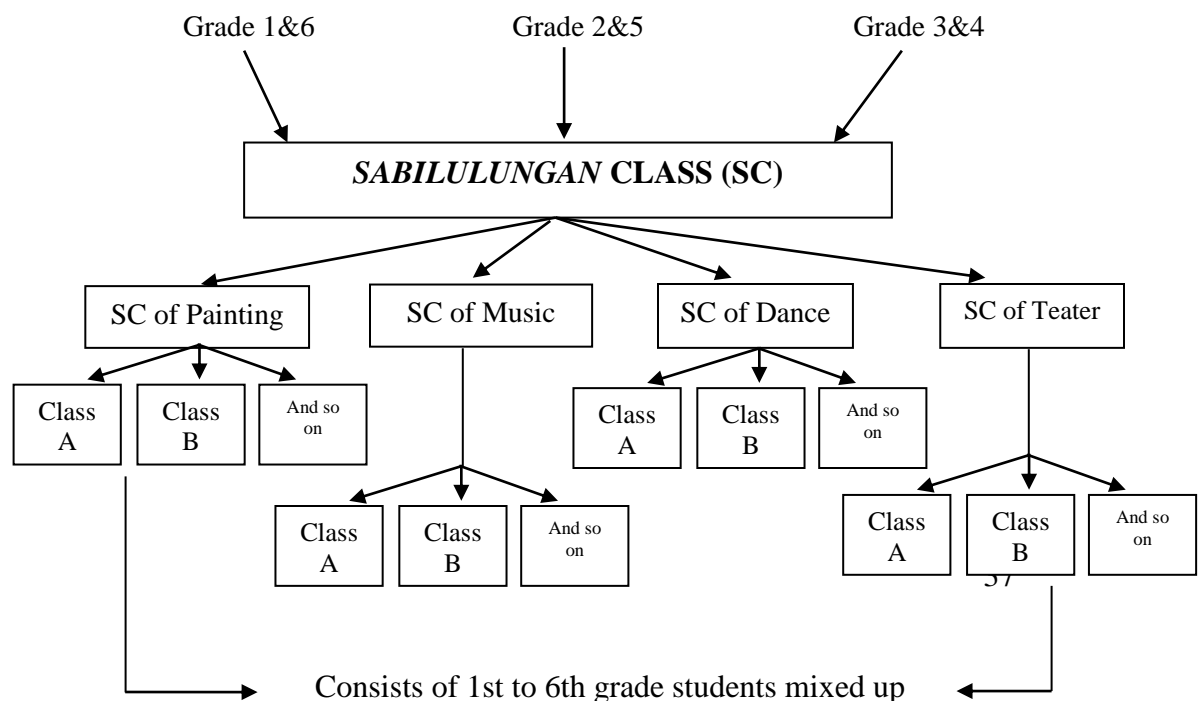 Grade 1&6 Grade 2&5 Grade 3&4
SABILULUNGAN CLASS (SC)
SC of Painting SC of Music SC of Dance SC of Teater
Class
A
Class
B
And so
on
Class
A
Class
B
And so
on
Class
A
Class
B
And so
on
Class
A
Class
B
And so
on
Consists of 1st to 6th grade students mixed up